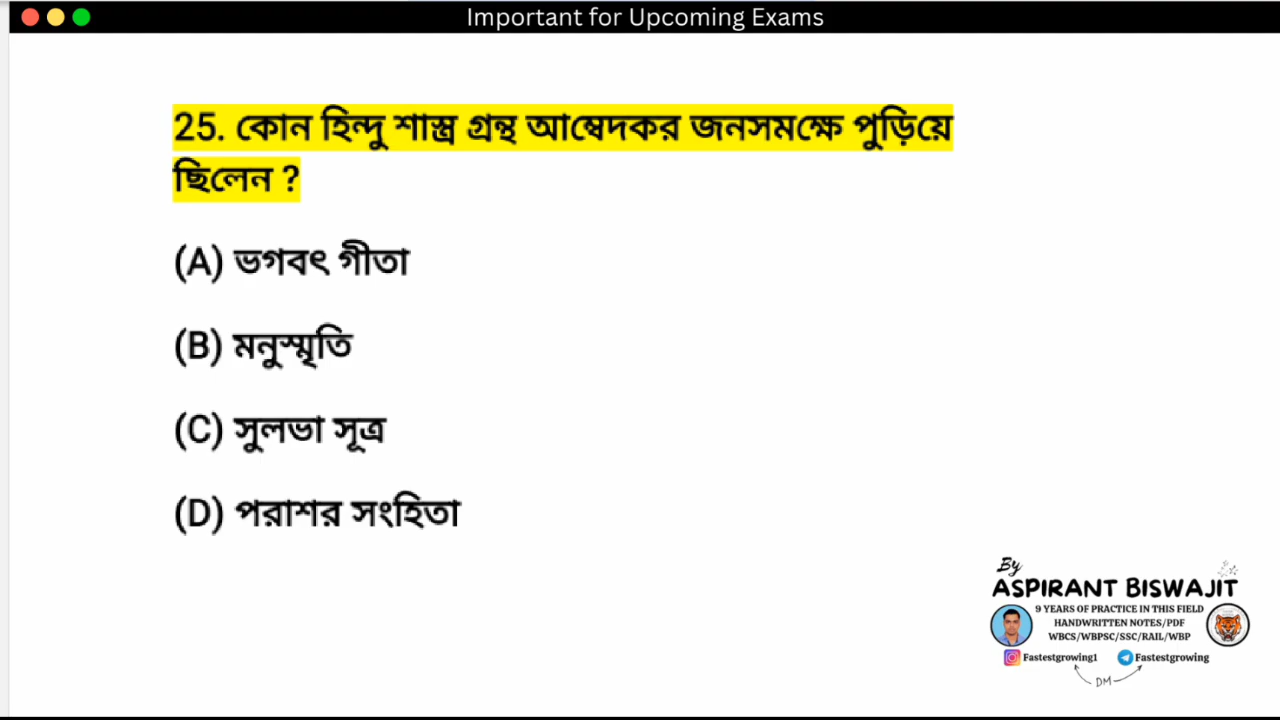 Important for Upcoming Exams
25. কোন হিন্দু শাস্ত্র গ্রন্থ আম্বেদকর জনসমক্ষে পুড়িয়ে
ছিলেন ?
(A) ভগবৎ গীতা
(B) মনুস্মৃতি
(C) সুলভা সূত্র
(D) পরাশর সংহিতা
By
ASPIRANT BISWAJIT
9 YEARS OF PRACTICE IN THIS FIELD
HANDWRITTEN NOTES/PDF
WBCS/WBPSC/SSC/RAIL/WBP
Fastestgrowing1 Fastestgrowing
DM